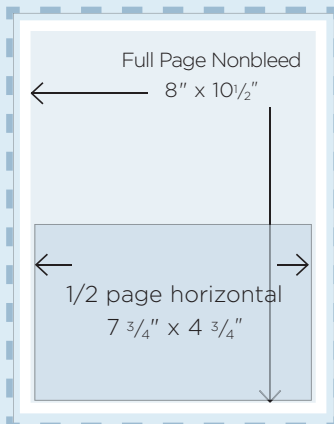 Full Page Nonbleed
8" x 10½"
1/2 page horizontal
7 ¾" x 4 ¾"